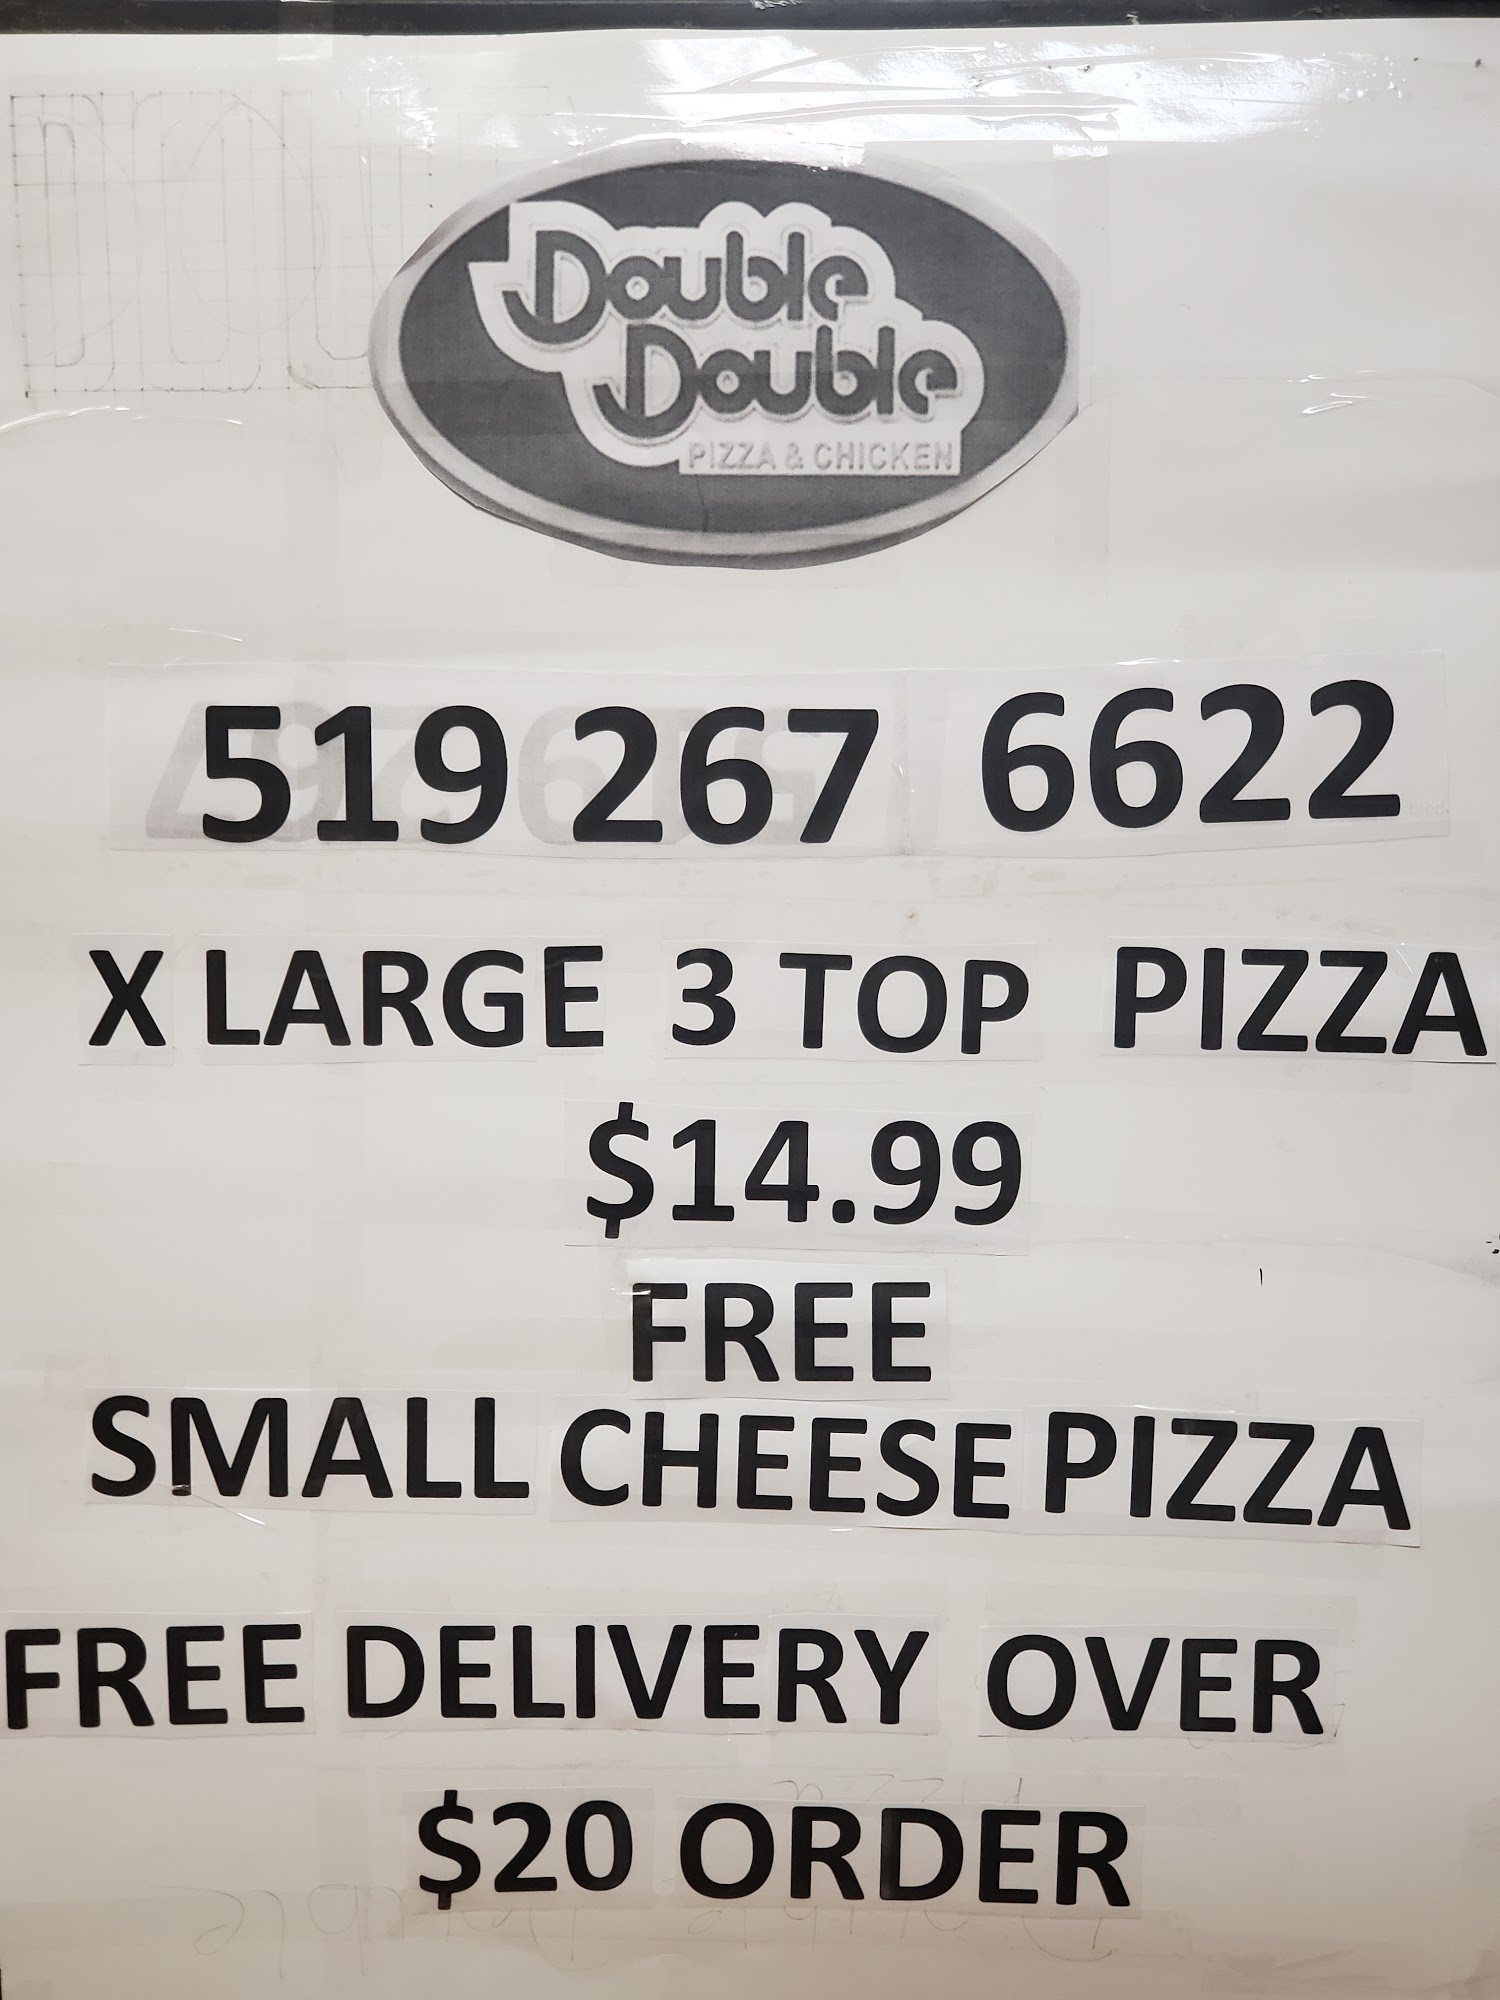 Double
Double
PIZZA & CHICKEN
519 267 6622
X LARGE 3 TOP PIZZA
$14.99
FREE
SMALL CHEESE PIZZA
FREE DELIVERY OVER
$20 ORDER